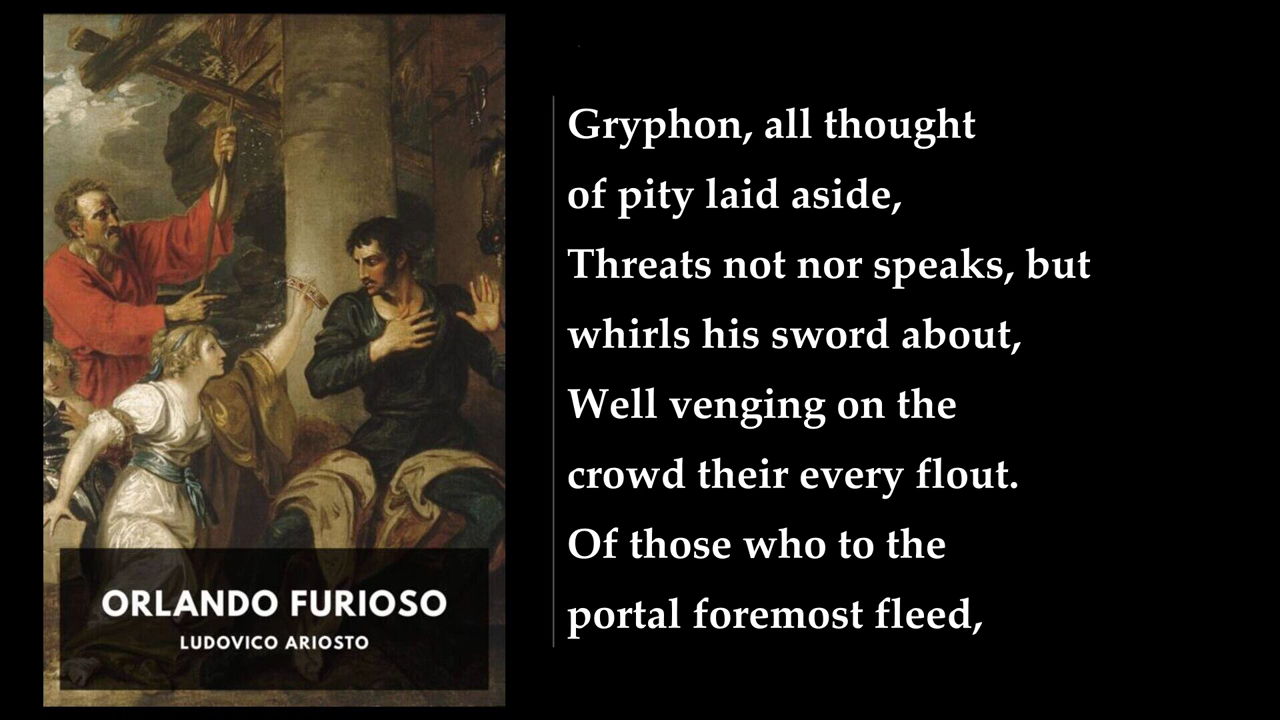 ORLANDO FURIOSO
LUDOVICO ARIOSTO
Gryphon, all thought
of pity laid aside,
Threats not nor speaks, but
whirls his sword about,
Well venging on the
crowd their every flout.
Of those who to the
portal foremost fleed,